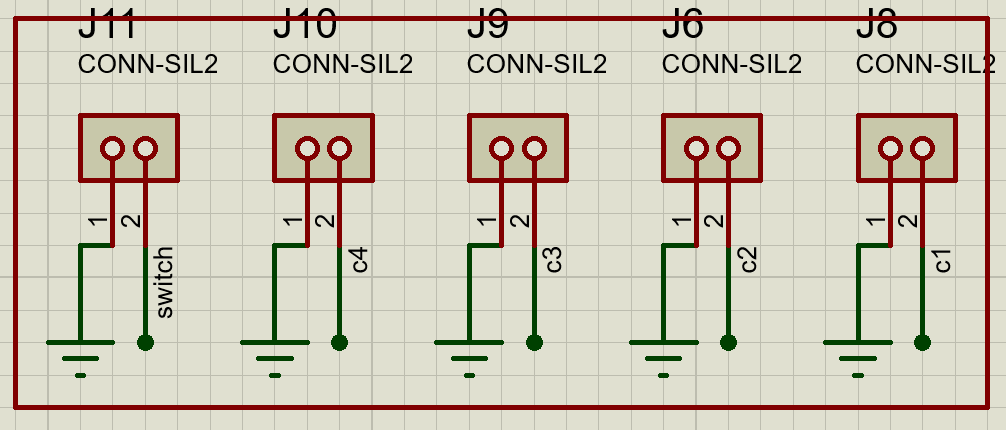 J11 J10 J9 J6 J8
CONN-SIL2 CONN-SIL2 CONN-SIL2 CONN-SIL2 CONN-SIL2
1 2 1 2 1 2 1 2 1 2
switch c4 c3 c2 c1